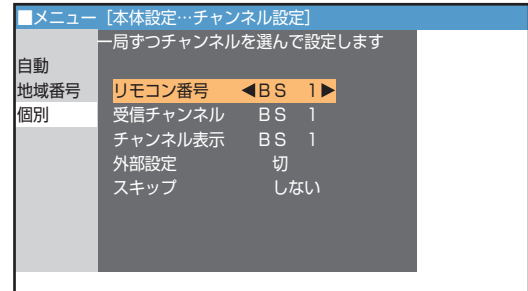 ■メニュー [本体設定…チャンネル設定]
一局ずつチャンネルを選んで設定します
自動
地域番号
個別
リモコン番号 ◀BS 1▶
受信チャンネル BS 1
チャンネル表示 BS 1
外部設定 切
スキップ しない